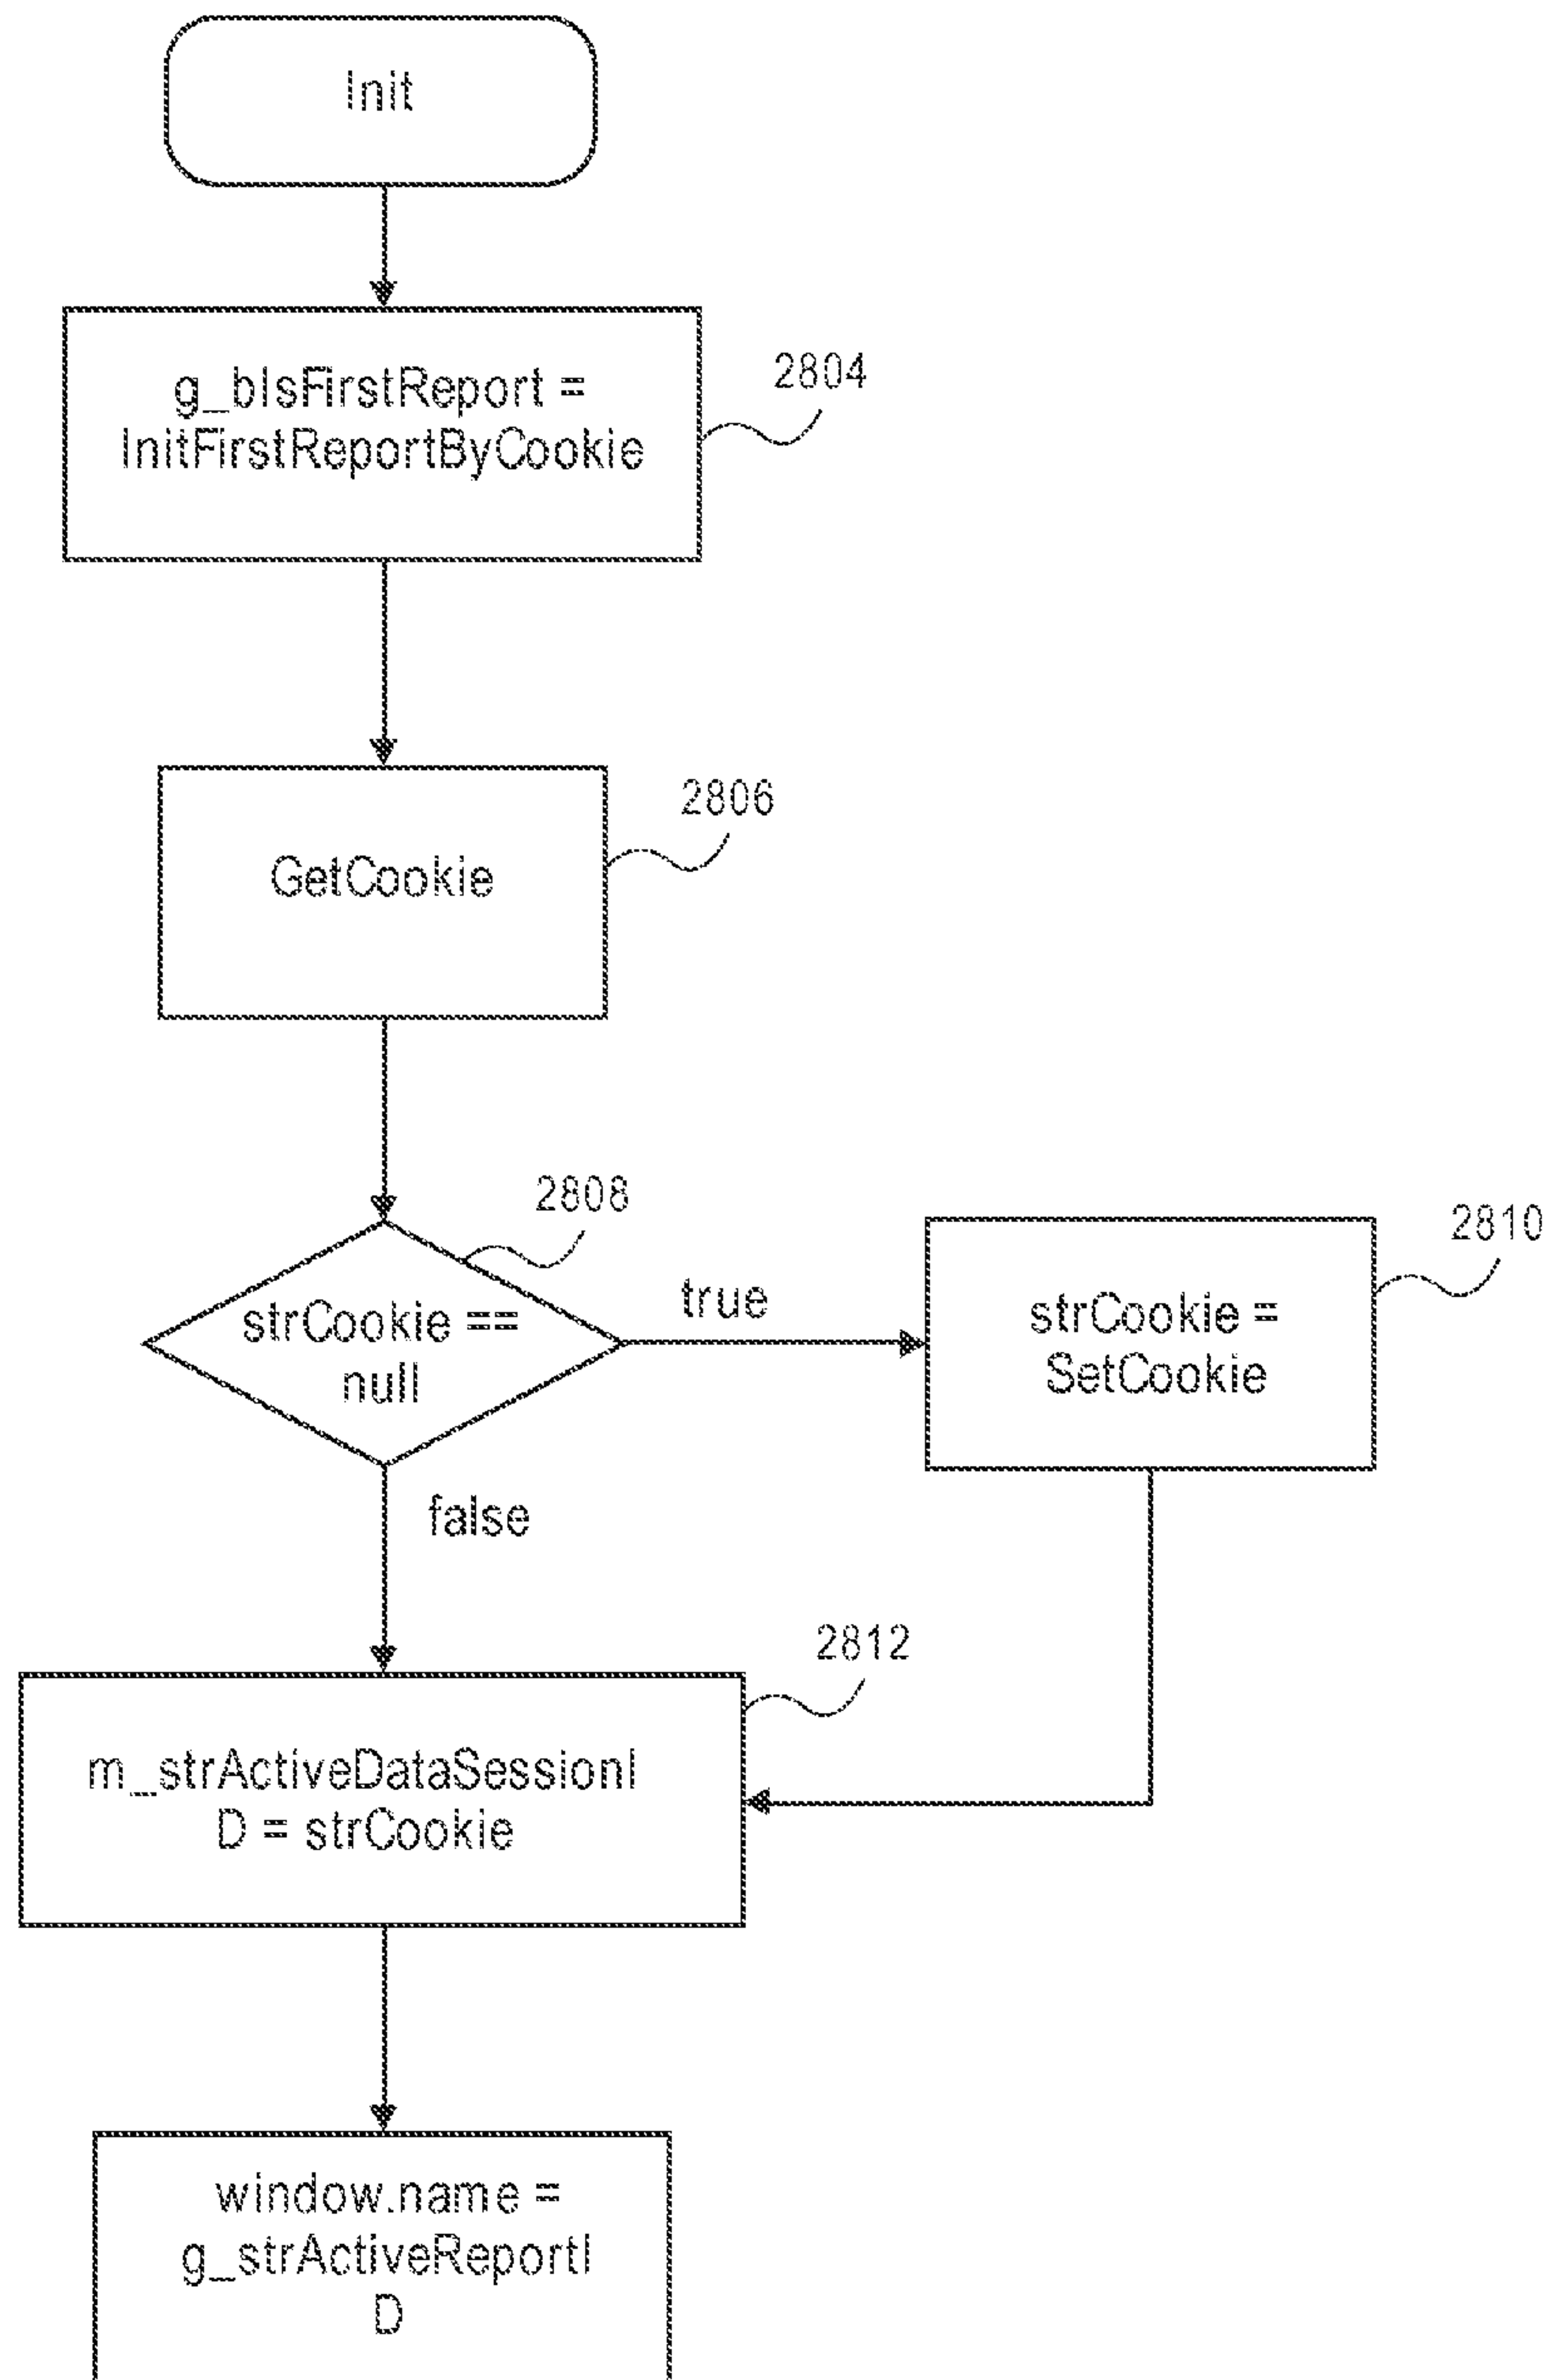 Init
g_bIsFirstReport =
InitFirstReportByCookie
2804
GetCookie
2806
2808
strCookie ==
null
true
false
2810
strCookie =
SetCookie
2812
m_strActiveDataSessionI
D = strCookie
window.name =
g_strActiveReportI
D